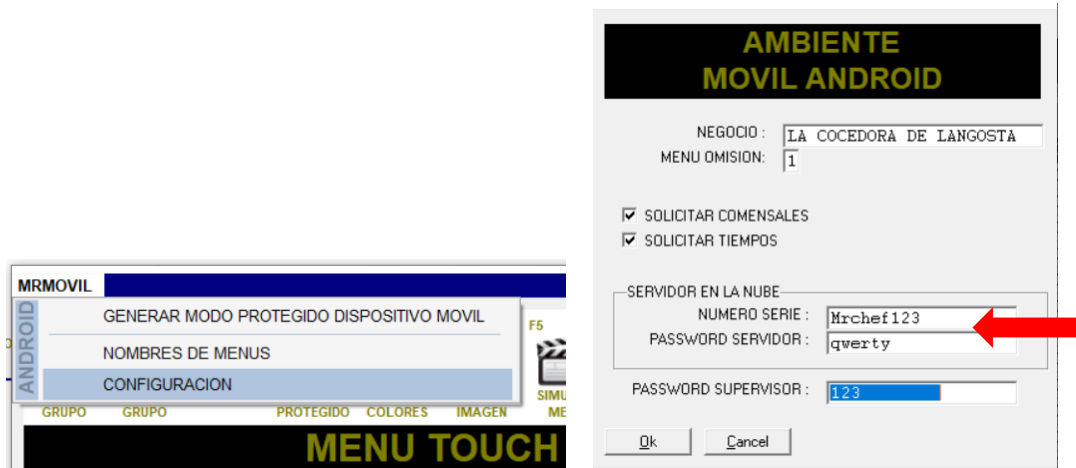 MRMOVIL
ANDROID
GENERAR MODO PROTEGIDO DISPOSITIVO MOVIL
NOMBRES DE MENUS
CONFIGURACION
F5
GRUPO GRUPO PROTEGIDO COLORES IMAGEN
MENU TOUCH
AMBIENTE
MOVIL ANDROID
NEGOCIO : LA COCEDORA DE LANGOSTA
MENU OMISION: 1
SOLICITAR COMENSALES
SOLICITAR TIEMPOS
SERVIDOR EN LA NUBE
NUMERO SERIE : Mrchef123
PASSWORD SERVIDOR : qwerty
PASSWORD SUPERVISOR : 123
Ok Cancel